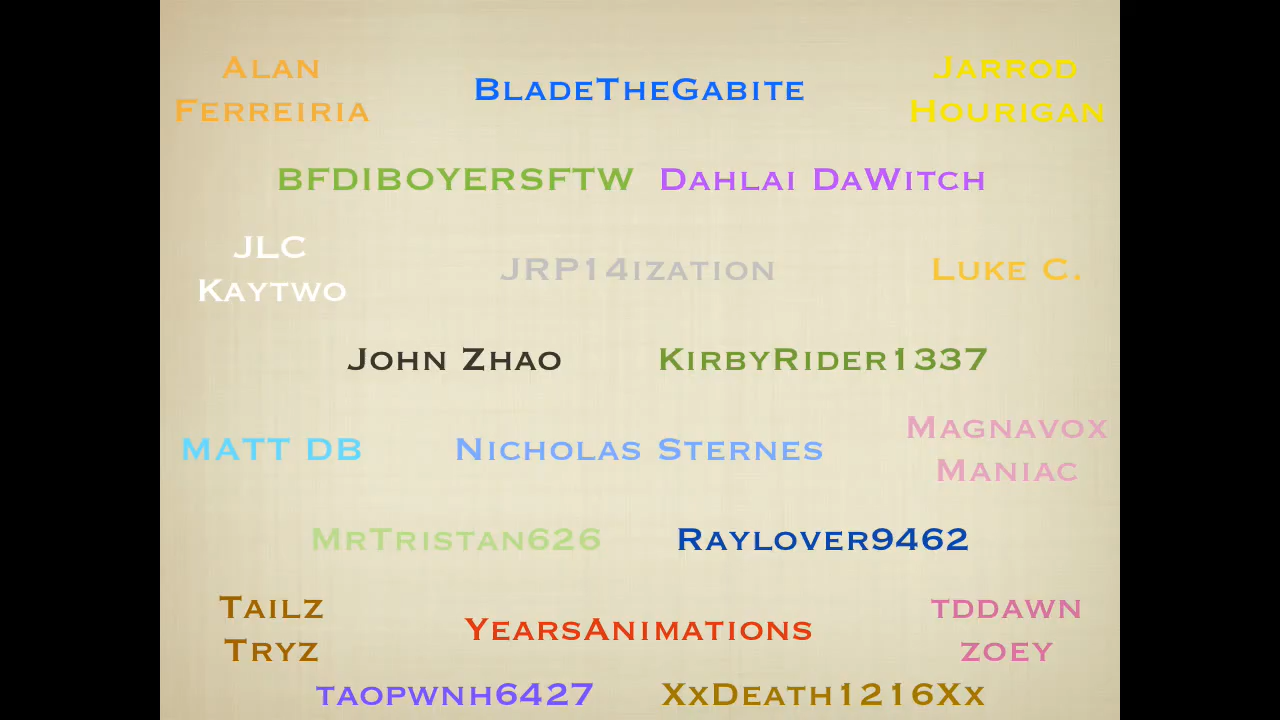 Alan
Ferreiria
BladeTheGabite
Jarrod
Hourigan
BFDIBOYERSFTW
Dahlai DaWitch
JLC
Kaytwo
JRP14ization
Luke C.
John Zhao
KirbyRider1337
MATT DB
Nicholas Sternes
Magnavox
Maniac
MrTristan626
Raylover9462
Tailz
Tryz
YearsAnimations
tddawn
zoey
taopwnh6427
XxDeath1216Xx